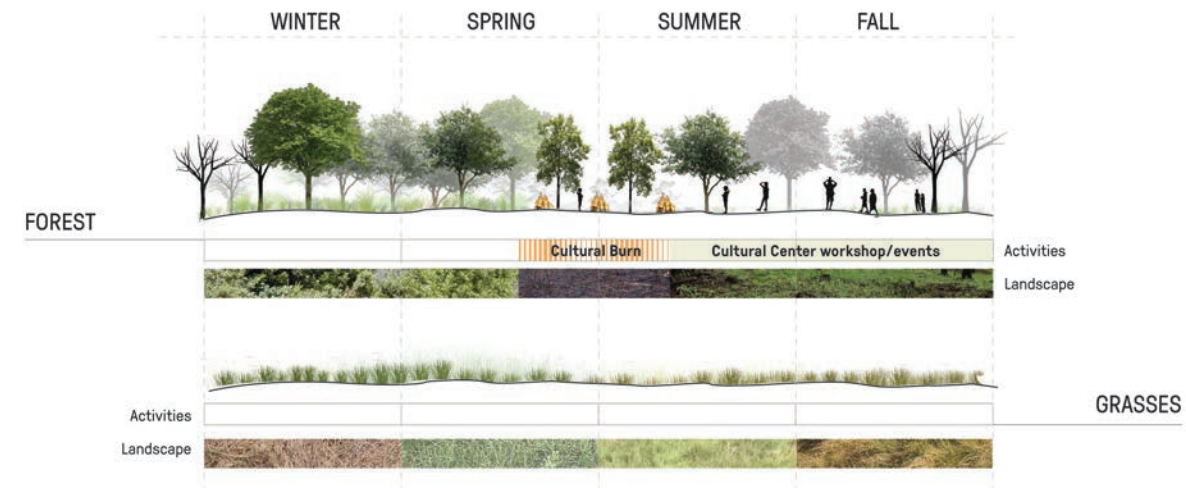 WINTER SPRING SUMMER FALL
FOREST
Cultural Burn Cultural Center workshop/events Activities
Landscape
GRASSES
Activities
Landscape